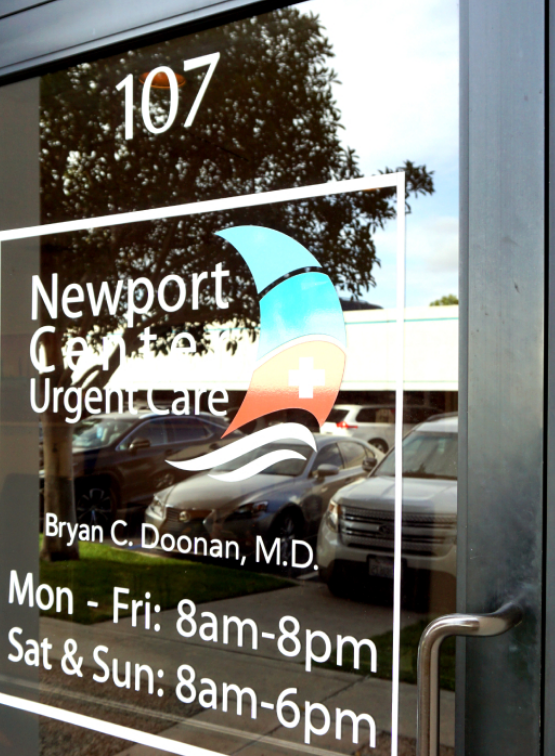 107
Newport
Center
Urgent Care
Bryan C. Doonan, M.D.
Mon - Fri: 8am-8pm
Sat & Sun: 8am-6pm